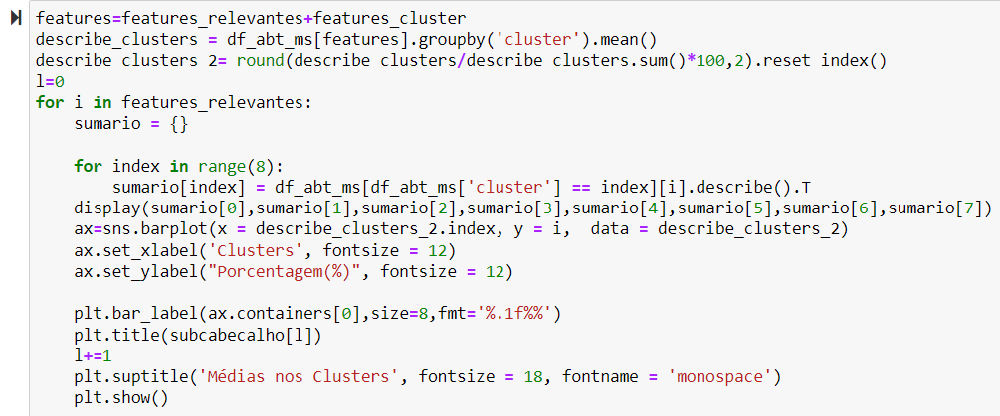 features=features_relevantes+features_cluster
describe_clusters = df_abt_ms[features].groupby('cluster').mean()
describe_clusters_2= round(describe_clusters/describe_clusters.sum()*100,2).reset_index()
l=0
for i in features_relevantes:
    sumario = {}

    for index in range(8):
        sumario[index] = df_abt_ms[df_abt_ms['cluster'] == index][i].describe().T
    display(sumario[0],sumario[1],sumario[2],sumario[3],sumario[4],sumario[5],sumario[6],sumario[7])
    ax=sns.barplot(x = describe_clusters_2.index, y = i,  data = describe_clusters_2)
    ax.set_xlabel('Clusters', fontsize = 12)
    ax.set_ylabel("Porcentagem(%)", fontsize = 12)

    plt.bar_label(ax.containers[0],size=8,fmt='%.1f%%')
    plt.title(subcabecalho[l])
    l+=1
    plt.suptitle('Médias nos Clusters', fontsize = 18, fontname = 'monospace')
    plt.show()